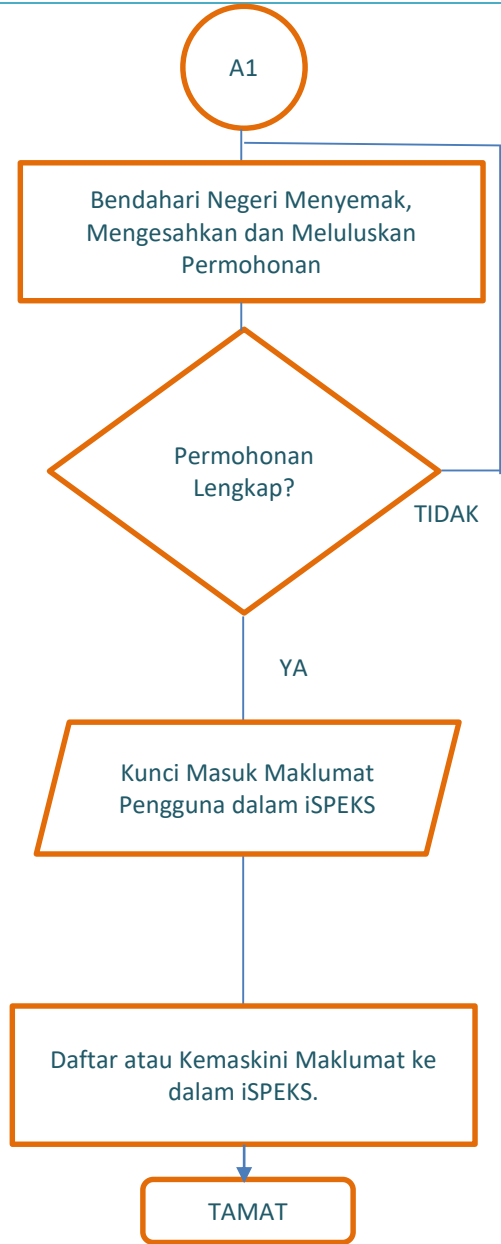 A1
Bendahari Negeri Menyemak,
Mengesahkan dan Meluluskan
Permohonan
Permohonan
Lengkap?
TIDAK
YA
Kunci Masuk Maklumat
Pengguna dalam iSPEKS
Daftar atau Kemaskini Maklumat ke
dalam iSPEKS.
TAMAT